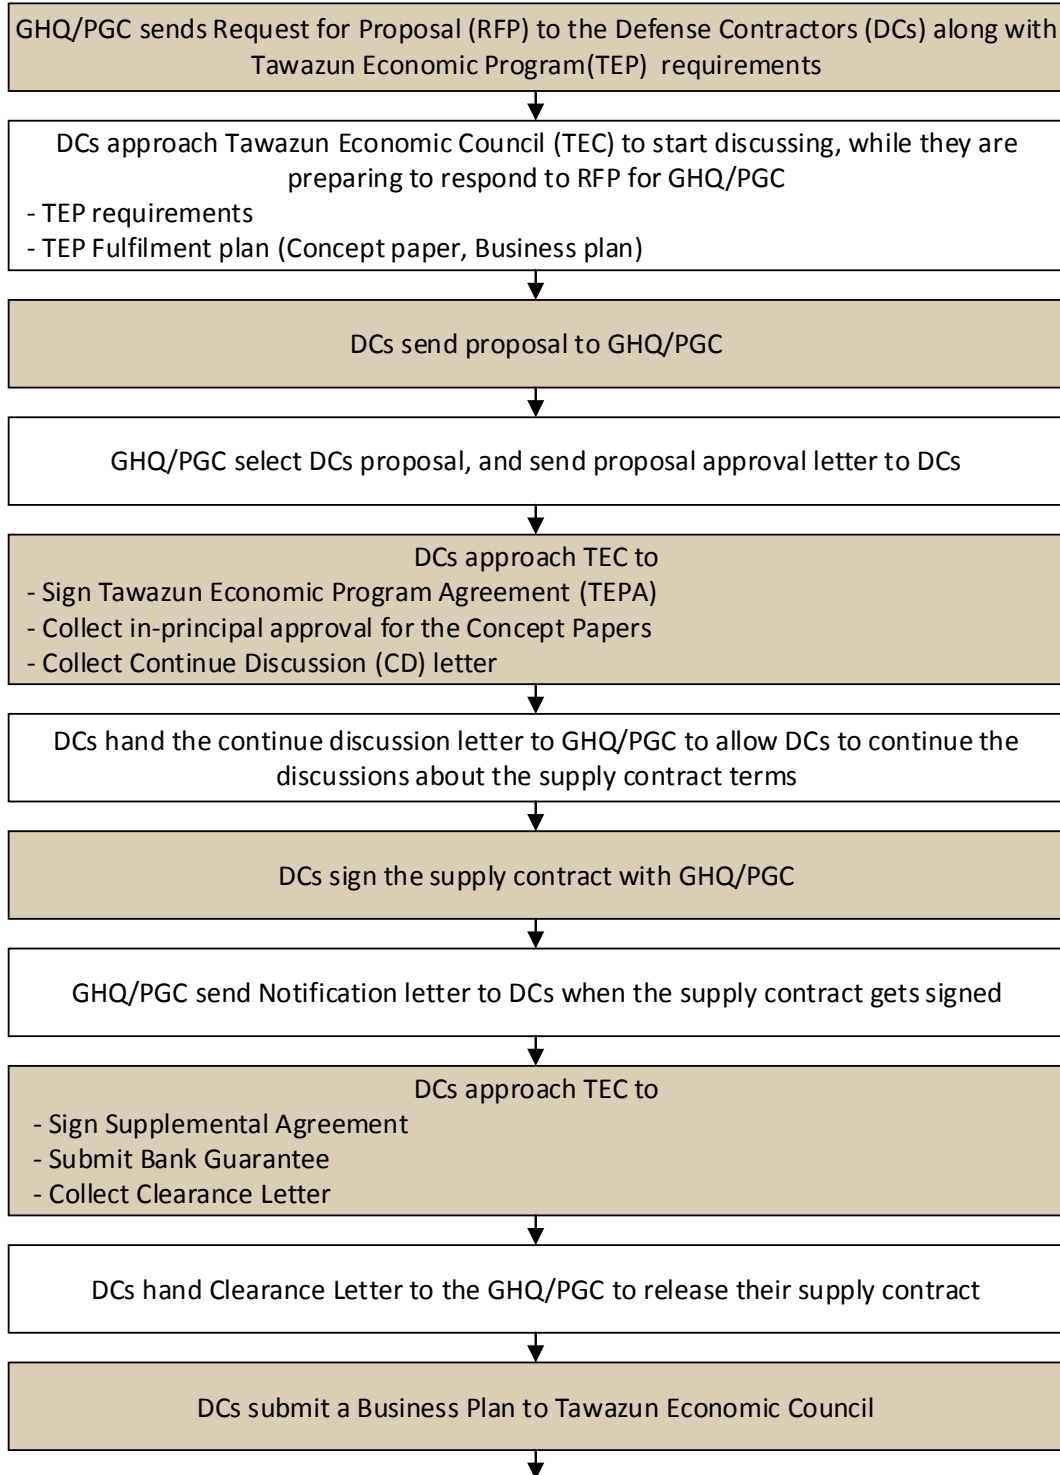 GHQ/PGC sends Request for Proposal (RFP) to the Defense Contractors (DCs) along with
Tawazun Economic Program(TEP) requirements
DCs approach Tawazun Economic Council (TEC) to start discussing, while they are
preparing to respond to RFP for GHQ/PGC
- TEP requirements
- TEP Fulfilment plan (Concept paper, Business plan)
DCs send proposal to GHQ/PGC
GHQ/PGC select DCs proposal, and send proposal approval letter to DCs
DCs approach TEC to
- Sign Tawazun Economic Program Agreement (TEPA)
- Collect in-principal approval for the Concept Papers
- Collect Continue Discussion (CD) letter
DCs hand the continue discussion letter to GHQ/PGC to allow DCs to continue the
discussions about the supply contract terms
DCs sign the supply contract with GHQ/PGC
GHQ/PGC send Notification letter to DCs when the supply contract gets signed
DCs approach TEC to
- Sign Supplemental Agreement
- Submit Bank Guarantee
- Collect Clearance Letter
DCs hand Clearance Letter to the GHQ/PGC to release their supply contract
DCs submit a Business Plan to Tawazun Economic Council